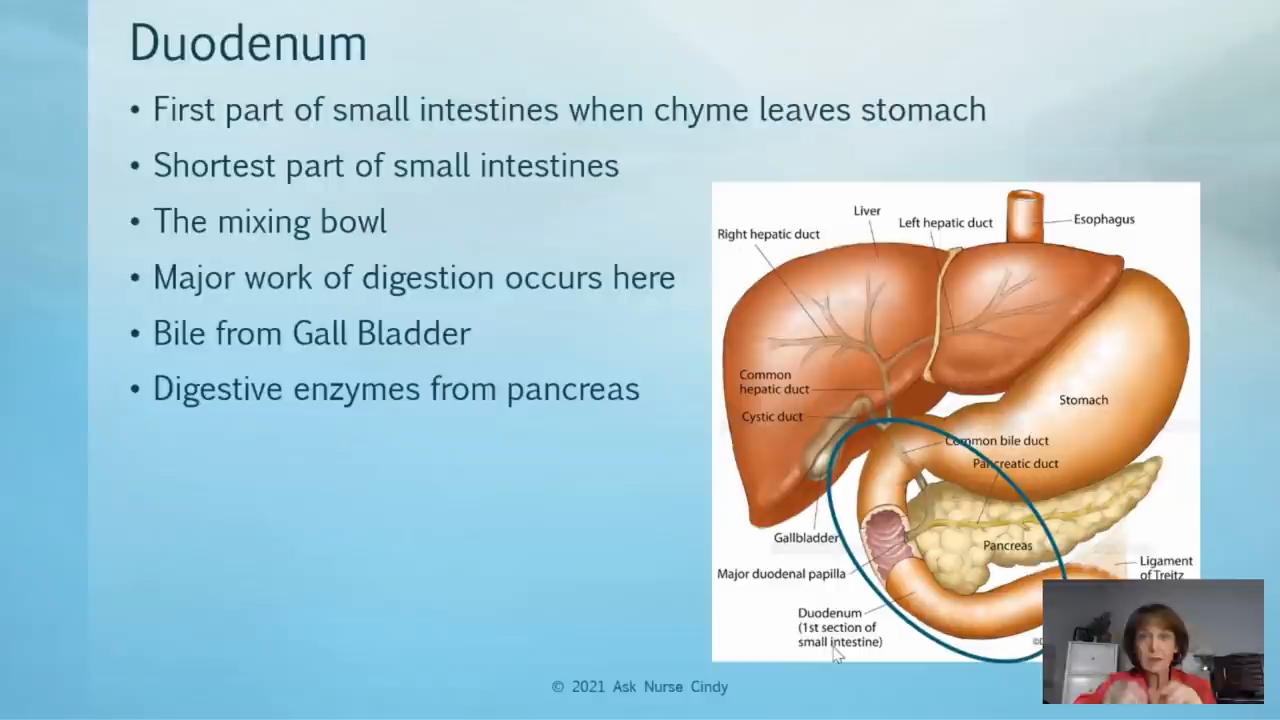 Duodenum
• First part of small intestines when chyme leaves stomach
• Shortest part of small intestines
• The mixing bowl
• Major work of digestion occurs here
• Bile from Gall Bladder
• Digestive enzymes from pancreas
Liver
Left hepatic duct
Esophagus
Right hepatic duct
Common
hepatic duct
Cystic duct
Stomach
Common bile duct
Pancreatic duct
Gallbladder
Pancreas
Major duodenal papilla
Ligament
of Treitz
Duodenum
(1st section of
small intestine)
© 2021 Ask Nurse Cindy